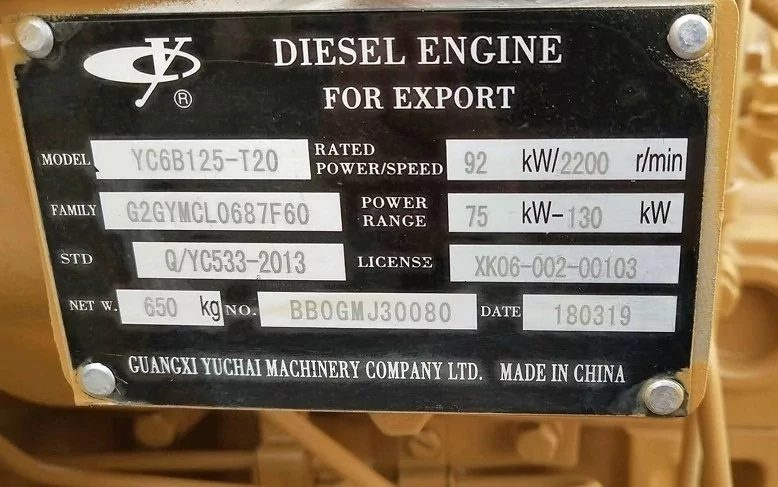 DIESEL ENGINE
FOR EXPORT
MODEL YC6B125-T20 RATED POWER/SPEED 92 kW/2200 r/min
FAMILY G2GYMCL0687F60 POWER RANGE 75 kW-130 kW
STD Q/YC533-2013 LICENSE XK06-002-00103
NET W. 650 kg NO. BB0GMJ30080 DATE 180319
GUANGXI YUCHAI MACHINERY COMPANY LTD. MADE IN CHINA